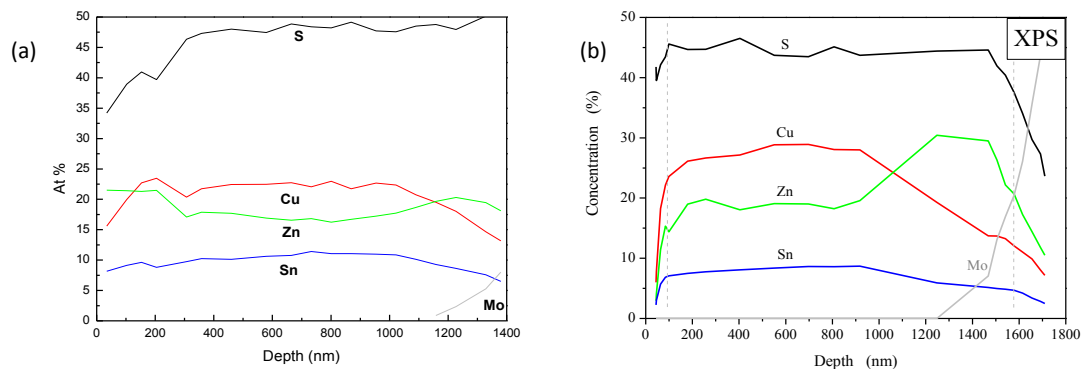 (a)
50
45
40
35
30
25
20
15
10
5
0
At %
S
Cu
Zn
Sn
Mo
0 200 400 600 800 1000 1200 1400
Depth (nm)
(b)
XPS
50
40
30
20
10
0
Concentration (%)
S
Cu
Zn
Sn
Mo
0 200 400 600 800 1000 1200 1400 1600 1800
Depth (nm)